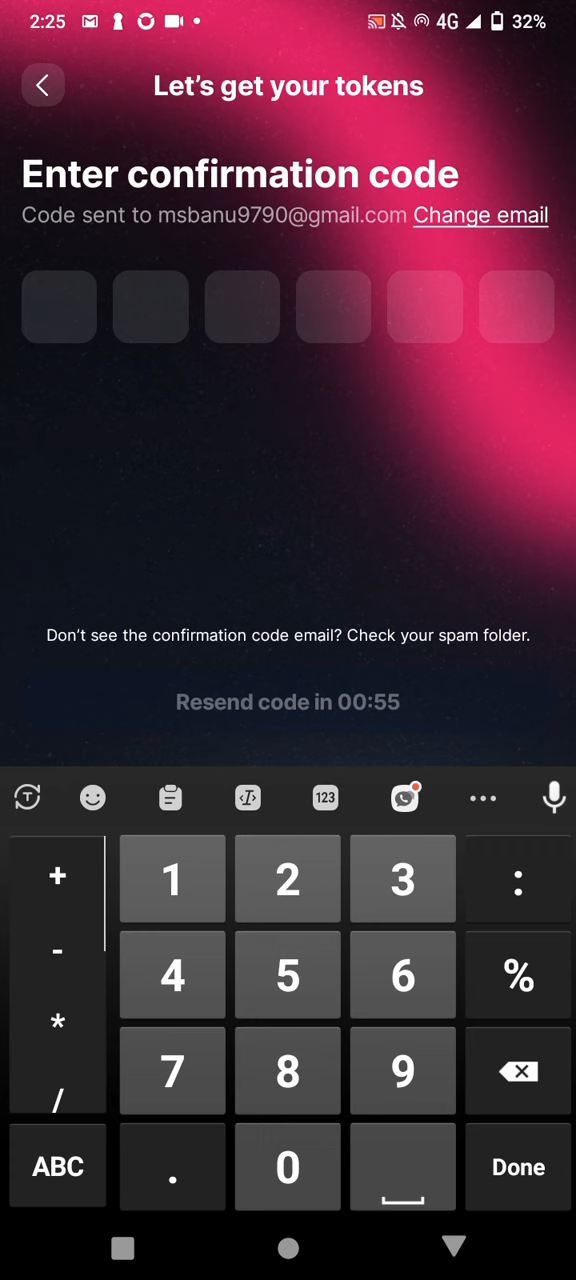 2:25 4G 32%
Let's get your tokens
Enter confirmation code
Code sent to msbanu9790@gmail.com Change email
Don't see the confirmation code email? Check your spam folder.
Resend code in 00:55
T 123
+ 1 2 3 :
- 4 5 6 %
* 7 8 9
/
ABC . 0 Done